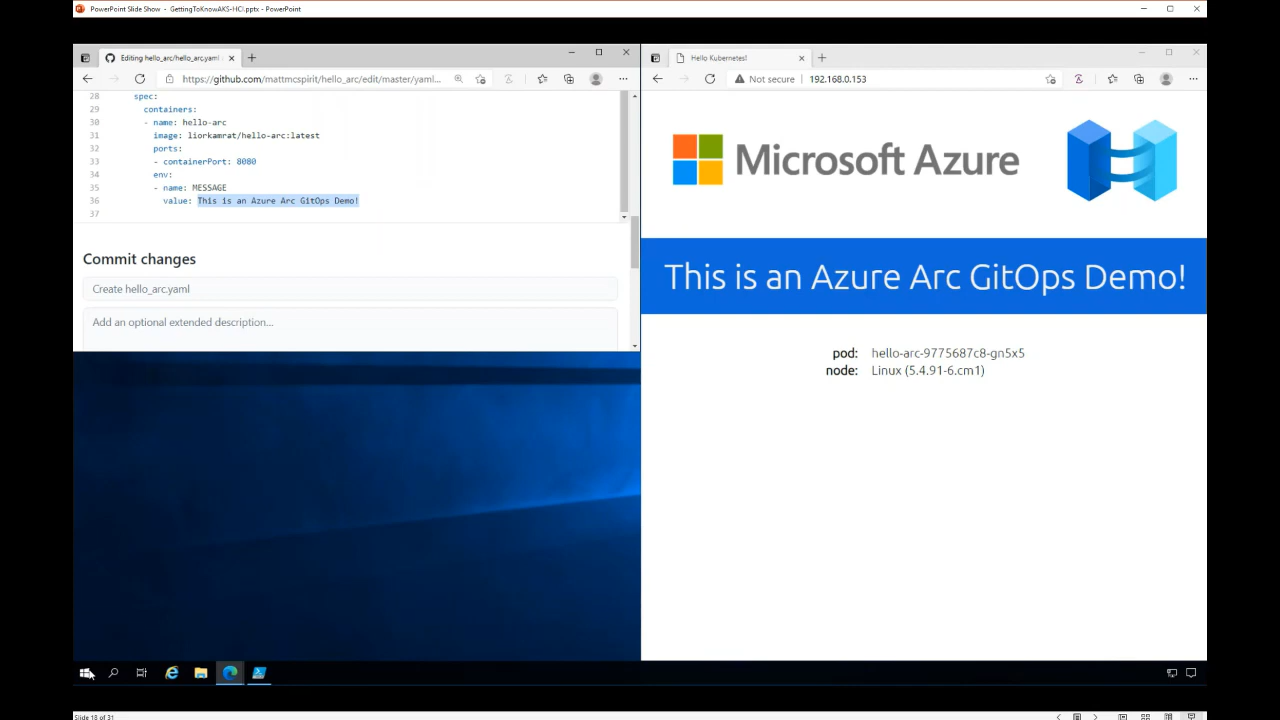 PowerPoint Slide Show - GettingToKnowAKS-HCI.pptx - PowerPoint
Editing hello_arc/hello_arc.yaml
https://github.com/mattmcspirit/hello_arc/edit/master/yaml...
28 spec:
29 containers:
30 - name: hello-arc
31 image: liorkamrat/hello-arc:latest
32 ports:
33 - containerPort: 8080
34 env:
35 - name: MESSAGE
36 value: This is an Azure Arc GitOps Demo!
37
Commit changes
Create hello_arc.yaml
Add an optional extended description...
Hello Kubernetes!
Not secure 192.168.0.153
Microsoft Azure
This is an Azure Arc GitOps Demo!
pod: hello-arc-9775687c8-gn5x5
node: Linux (5.4.91-6.cm1)
Slide 18 of 31